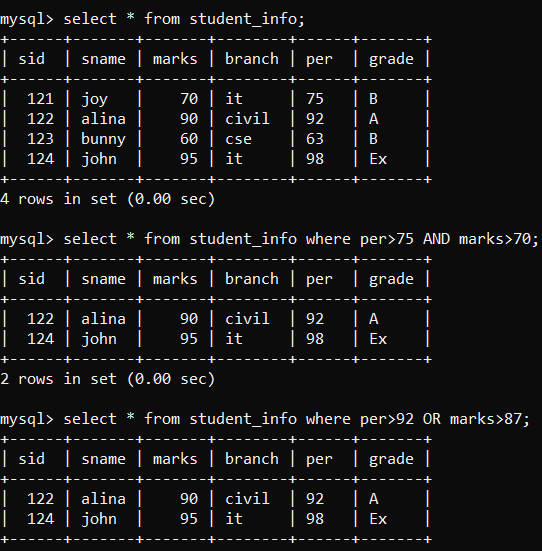 mysql> select * from student_info;
+------+-------+-------+--------+------+-------+
| sid  | sname | marks | branch | per  | grade |
+------+-------+-------+--------+------+-------+
|  121 | joy   |    70 | it     | 75   | B     |
|  122 | alina |    90 | civil  | 92   | A     |
|  123 | bunny |    60 | cse    | 63   | B     |
|  124 | john  |    95 | it     | 98   | Ex    |
+------+-------+-------+--------+------+-------+
4 rows in set (0.00 sec)
mysql> select * from student_info where per>75 AND marks>70;
+------+-------+-------+--------+------+-------+
| sid  | sname | marks | branch | per  | grade |
+------+-------+-------+--------+------+-------+
|  122 | alina |    90 | civil  | 92   | A     |
|  124 | john  |    95 | it     | 98   | Ex    |
+------+-------+-------+--------+------+-------+
2 rows in set (0.00 sec)
mysql> select * from student_info where per>92 OR marks>87;
+------+-------+-------+--------+------+-------+
| sid  | sname | marks | branch | per  | grade |
+------+-------+-------+--------+------+-------+
|  122 | alina |    90 | civil  | 92   | A     |
|  124 | john  |    95 | it     | 98   | Ex    |
+------+-------+-------+--------+------+-------+